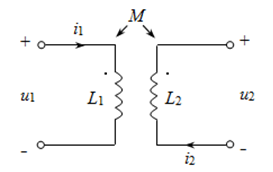 M
+ i1 +
u1 L1 L2 u2
- i2 -